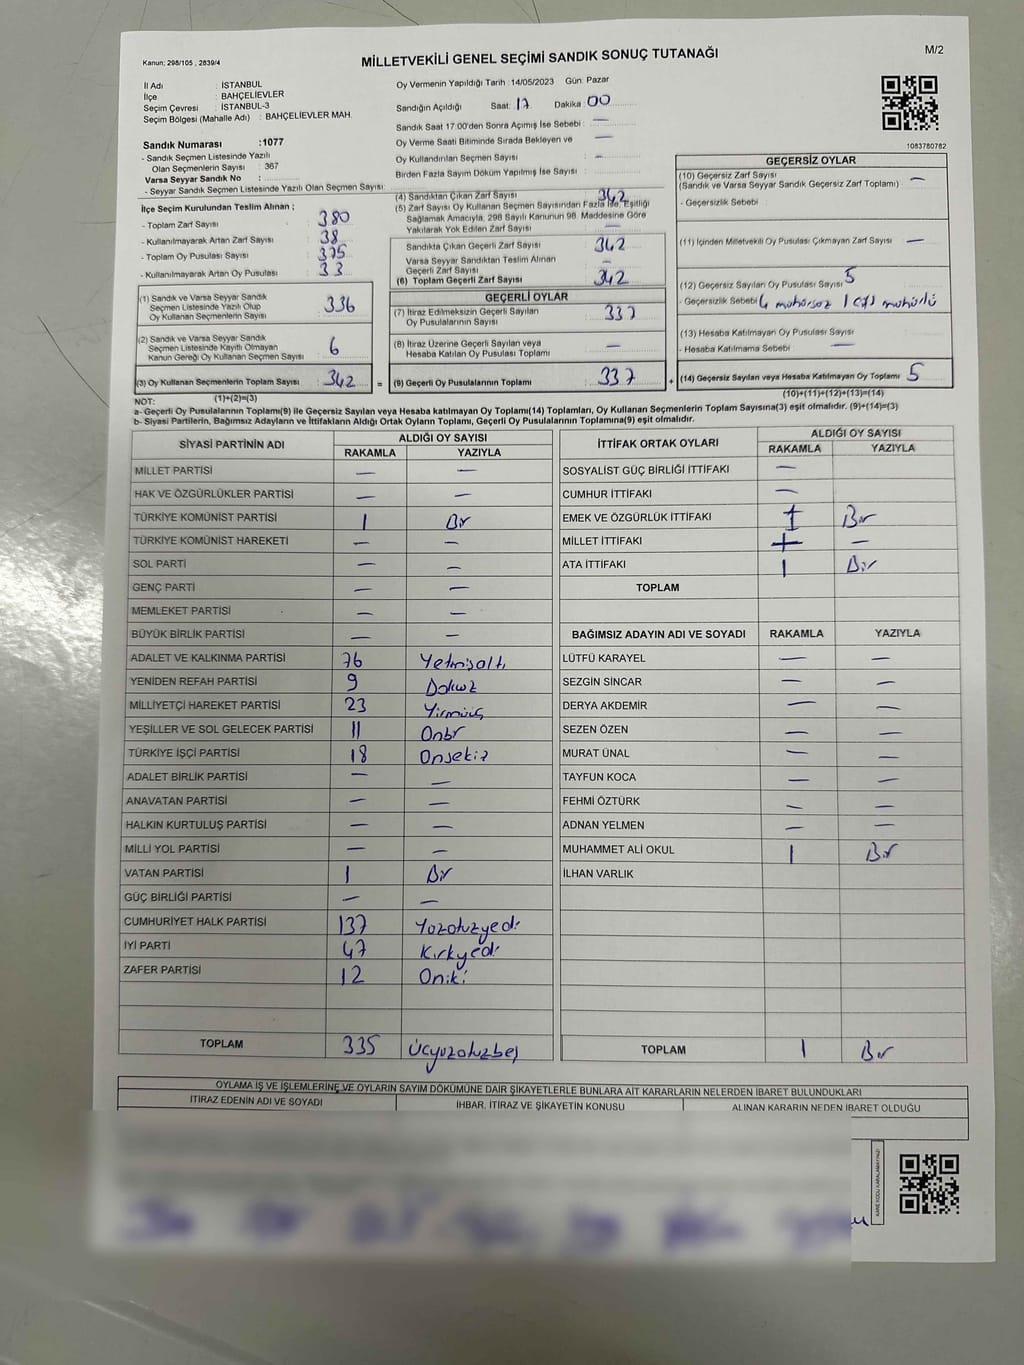 Kanun; 298/105 , 2839/4
MİLLETVEKİLİ GENEL SEÇİMİ SANDIK SONUÇ TUTANAĞI
M/2
İl Adı : İSTANBUL
İlçe : BAHÇELİEVLER
Seçim Çevresi : İSTANBUL-3
Seçim Bölgesi (Mahalle Adı) : BAHÇELİEVLER MAH.
Sandık Numarası :1077
- Sandık Seçmen Listesinde Yazılı
Olan Seçmenlerin Sayısı : 367
Varsa Seyyar Sandık No :
- Seyyar Sandık Seçmen Listesinde Yazılı Olan Seçmen Sayısı:
Oy Vermenin Yapıldığı Tarih :14/05/2023 Gün: Pazar
Sandığın Açıldığı Saat: 17 Dakika: 00
Sandık Saat 17:00'den Sonra Açımış İse Sebebi : —
Oy Verme Saati Bitiminde Sırada Bekleyen ve —
Oy Kullandırılan Seçmen Sayısı : —
Birden Fazla Sayım Döküm Yapılmış İse Sayısı : —
1083780782
İlçe Seçim Kurulundan Teslim Alınan ;
- Toplam Zarf Sayısı : 380
- Kullanılmayarak Artan Zarf Sayısı : 38
- Toplam Oy Pusulası Sayısı : 375
- Kullanılmayarak Artan Oy Pusulası : 33
(4) Sandıktan Çıkan Zarf Sayısı : 342
(5) Zarf Sayısı Oy Kullanan Seçmen Sayısından Fazla İse, Eşitliği
Sağlamak Amacıyla, 298 Sayılı Kanunun 98. Maddesine Göre
Yakılarak Yok Edilen Zarf Sayısı : —
Sandıkta Çıkan Geçerli Zarf Sayısı : 342
Varsa Seyyar Sandıktan Teslim Alınan
Geçerli Zarf Sayısı : —
(6) Toplam Geçerli Zarf Sayısı : 342
GEÇERSİZ OYLAR
(10) Geçersiz Zarf Sayısı : —
(Sandık ve Varsa Seyyar Sandık Geçersiz Zarf Toplamı)
- Geçersizlik Sebebi :
(11) İçinden Milletvekili Oy Pusulası Çıkmayan Zarf Sayısı : —
(12) Geçersiz Sayılan Oy Pusulası Sayısı : 5
- Geçersizlik Sebebi : 4 mühürsüz 1 çift mühürlü
(13) Hesaba Katılmayan Oy Pusulası Sayısı :
- Hesaba Katılmama Sebebi : —
(14) Geçersiz Sayılan veya Hesaba Katılmayan Oy Toplamı : 5
(10)+(11)+(12)+(13)=(14)
(1) Sandık ve Varsa Seyyar Sandık
Seçmen Listesinde Yazılı Olup
Oy Kullanan Seçmenlerin Sayısı : 336
(2) Sandık ve Varsa Seyyar Sandık
Seçmen Listesinde Kayıtlı Olmayan
Kanun Gereği Oy Kullanan Seçmen Sayısı : 6
(3) Oy Kullanan Seçmenlerin Toplam Sayısı : 342 =
(1)+(2)=(3)
GEÇERLİ OYLAR
(7) İtiraz Edilmeksizin Geçerli Sayılan
Oy Pusulalarının Sayısı : 337
(8) İtiraz Üzerine Geçerli Sayılan veya
Hesaba Katılan Oy Pusulası Toplamı : —
(9) Geçerli Oy Pusulalarının Toplamı : 337 +
NOT:
a- Geçerli Oy Pusulalarının Toplamı(9) ile Geçersiz Sayılan veya Hesaba katılmayan Oy Toplamı(14) Toplamları, Oy Kullanan Seçmenlerin Toplam Sayısına(3) eşit olmalıdır. (9)+(14)=(3)
b- Siyasi Partilerin, Bağımsız Adayların ve İttifakların Aldığı Ortak Oyların Toplamı, Geçerli Oy Pusulalarının Toplamına(9) eşit olmalıdır.
SİYASİ PARTİNİN ADI ALDIĞI OY SAYISI
RAKAMLA YAZIYLA
MİLLET PARTİSİ — —
HAK VE ÖZGÜRLÜKLER PARTİSİ — —
TÜRKİYE KOMÜNİST PARTİSİ 1 Bir
TÜRKİYE KOMÜNİST HAREKETİ — —
SOL PARTİ — —
GENÇ PARTİ — —
MEMLEKET PARTİSİ — —
BÜYÜK BİRLİK PARTİSİ — —
ADALET VE KALKINMA PARTİSİ 76 Yetmişaltı
YENİDEN REFAH PARTİSİ 9 Dokuz
MİLLİYETÇİ HAREKET PARTİSİ 23 Yirmiüç
YEŞİLLER VE SOL GELECEK PARTİSİ 11 Onbir
TÜRKİYE İŞÇİ PARTİSİ 18 Onsekiz
ADALET BİRLİK PARTİSİ — —
ANAVATAN PARTİSİ — —
HALKIN KURTULUŞ PARTİSİ — —
MİLLİ YOL PARTİSİ — —
VATAN PARTİSİ 1 Bir
GÜÇ BİRLİĞİ PARTİSİ — —
CUMHURİYET HALK PARTİSİ 137 Yüzotuzyedi
İYİ PARTİ 47 Kırkyedi
ZAFER PARTİSİ 12 Oniki
TOPLAM 335 Üçyüzotuzbeş
İTTİFAK ORTAK OYLARI ALDIĞI OY SAYISI
RAKAMLA YAZIYLA
SOSYALİST GÜÇ BİRLİĞİ İTTİFAKI —
CUMHUR İTTİFAKI —
EMEK VE ÖZGÜRLÜK İTTİFAKI 1 Bir
MİLLET İTTİFAKI — —
ATA İTTİFAKI 1 Bir
TOPLAM
BAĞIMSIZ ADAYIN ADI VE SOYADI RAKAMLA YAZIYLA
LÜTFÜ KARAYEL — —
SEZGİN SİNCAR — —
DERYA AKDEMİR — —
SEZEN ÖZEN — —
MURAT ÜNAL — —
TAYFUN KOCA — —
FEHMİ ÖZTÜRK — —
ADNAN YELMEN — —
MUHAMMET ALİ OKUL 1 Bir
İLHAN VARLIK
TOPLAM 1 Bir
OYLAMA İŞ VE İŞLEMLERİNE VE OYLARIN SAYIM DÖKÜMÜNE DAİR ŞİKAYETLERLE BUNLARA AİT KARARLARIN NELERDEN İBARET BULUNDUKLARI
İTİRAZ EDENİN ADI VE SOYADI İHBAR, İTİRAZ VE ŞİKAYETİN KONUSU ALINAN KARARIN NEDEN İBARET OLDUĞU
KARE KODU KARALAMAYINIZ!